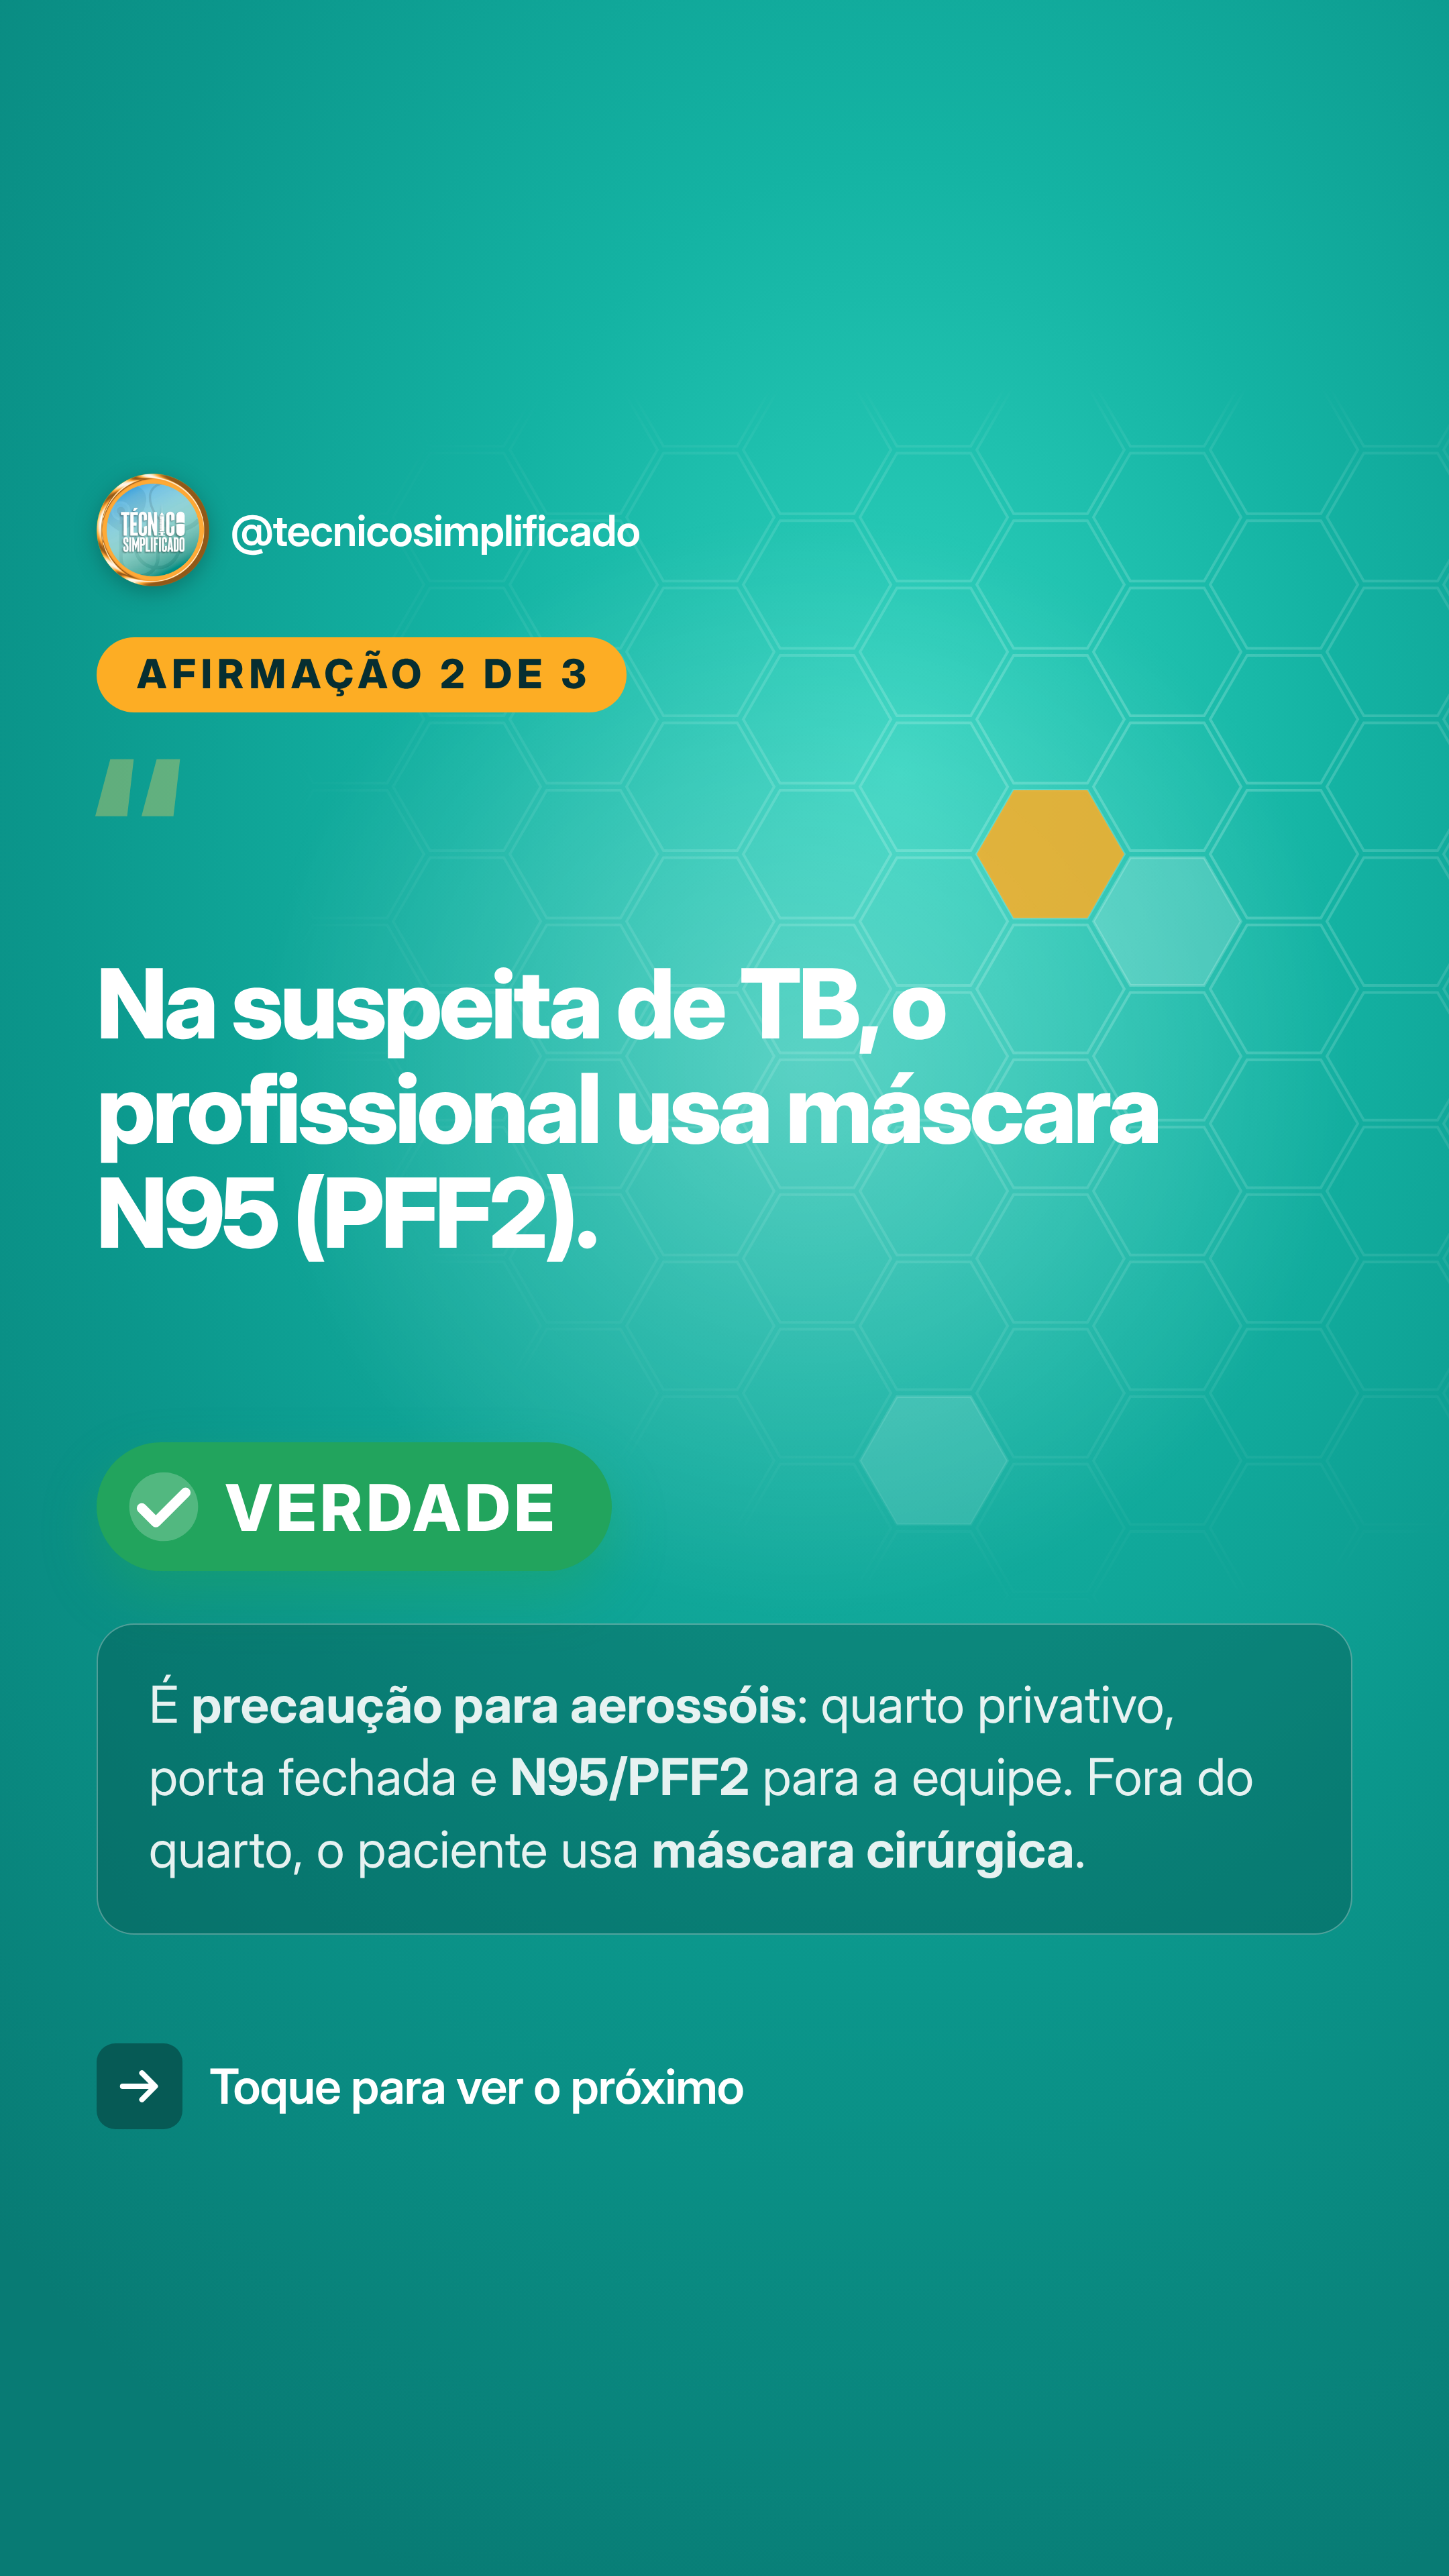 TÉCNICO
SIMPLIFICADO
@tecnicosimplificado
AFIRMAÇÃO 2 DE 3
"
Na suspeita de TB, o
profissional usa máscara
N95 (PFF2).
VERDADE
É precaução para aerossóis: quarto privativo,
porta fechada e N95/PFF2 para a equipe. Fora do
quarto, o paciente usa máscara cirúrgica.
Toque para ver o próximo